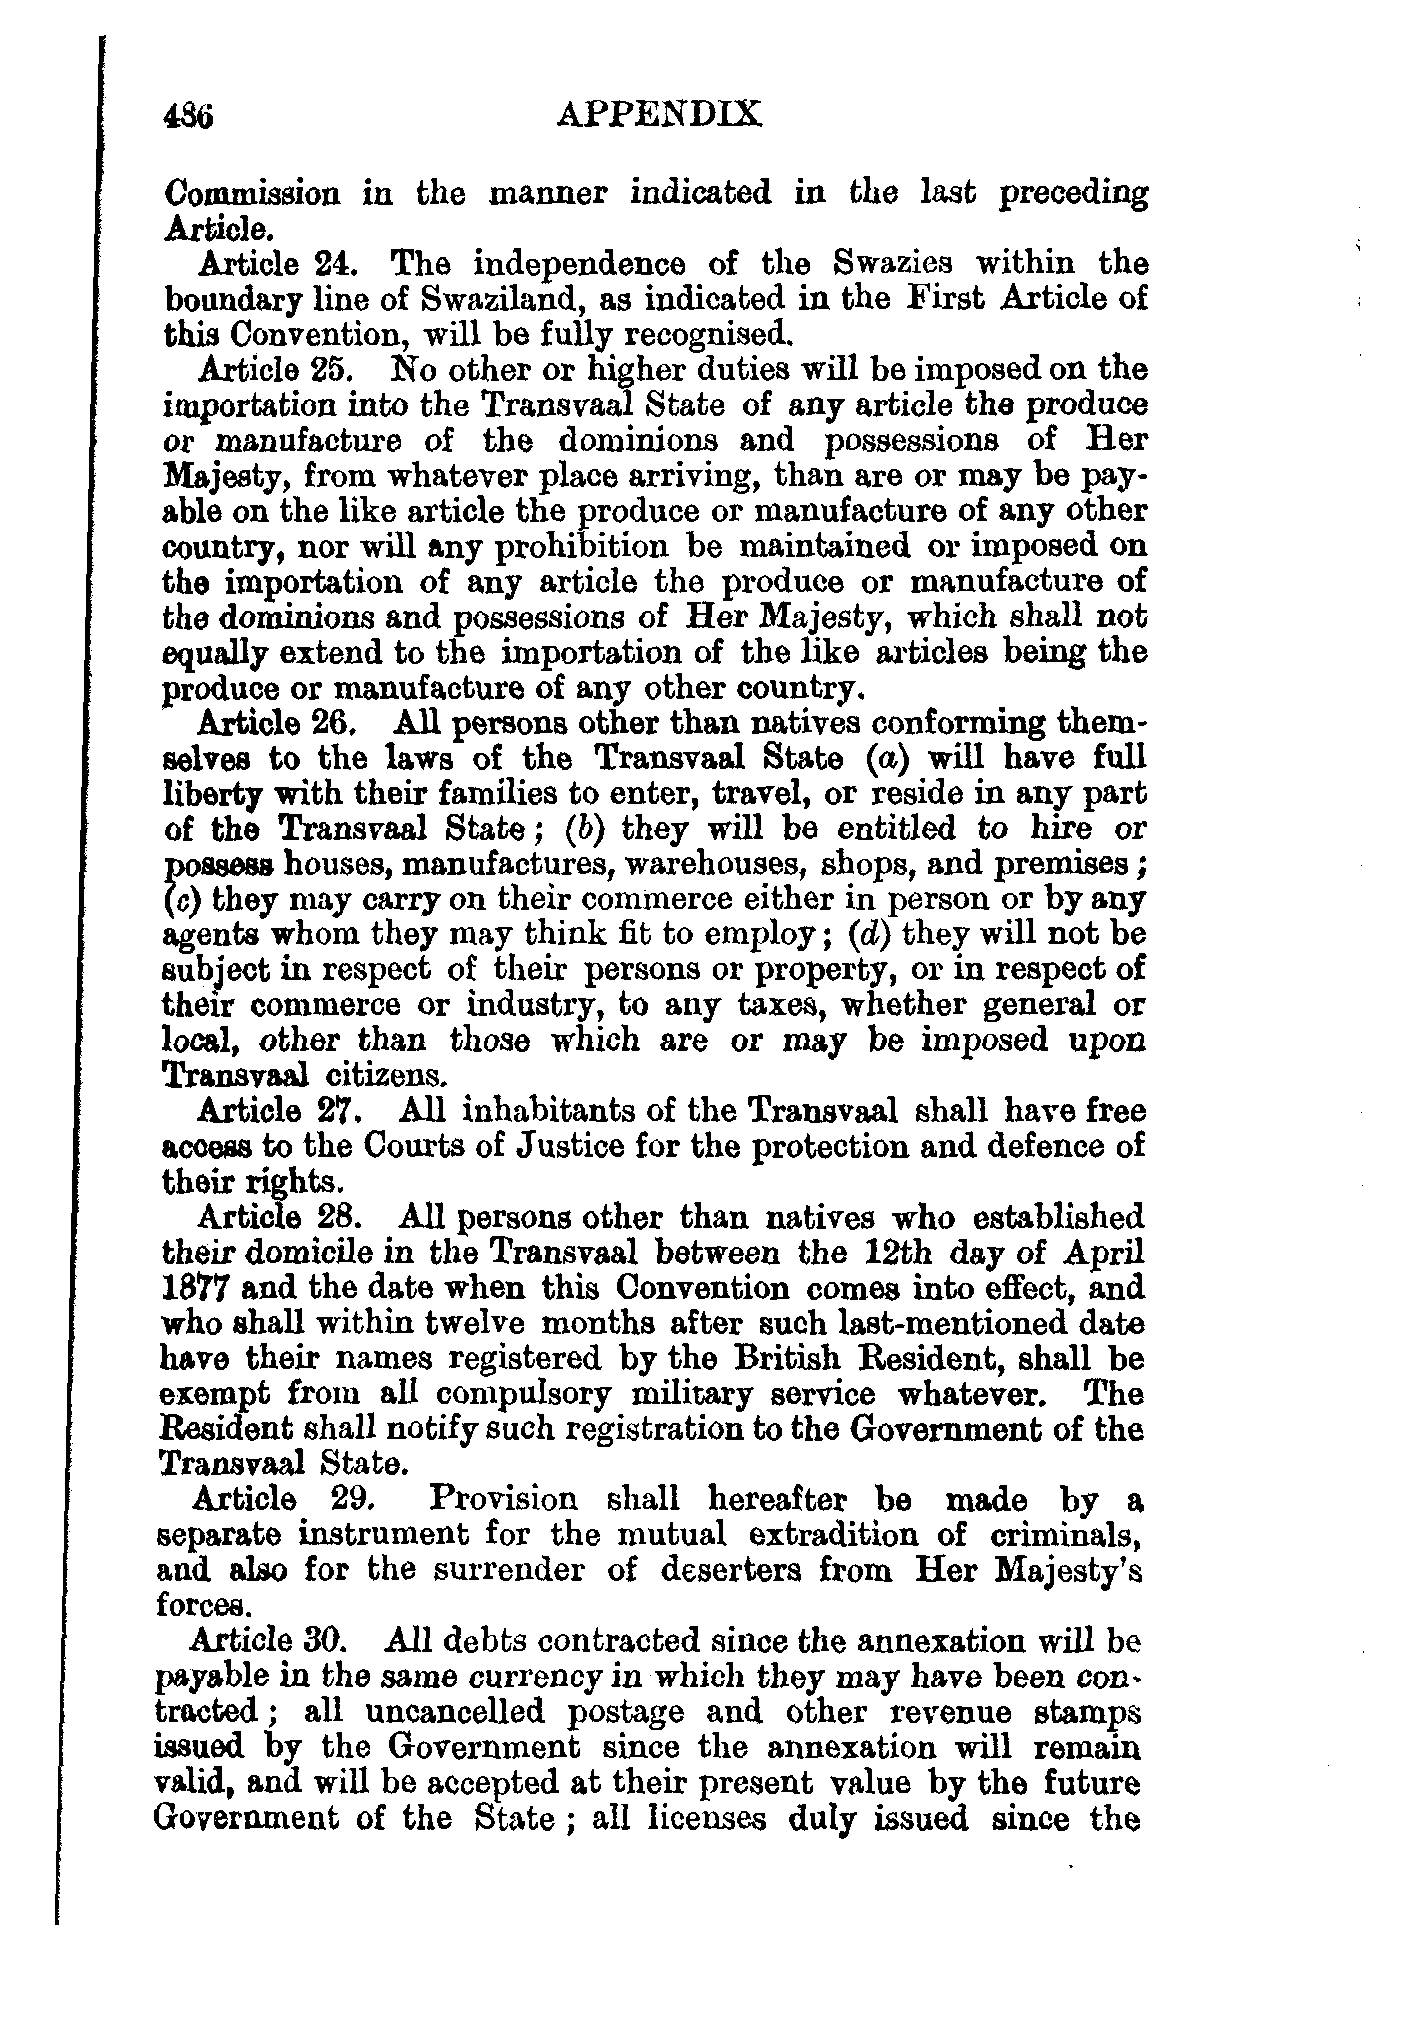 486 APPENDIX
Commission in the manner indicated in the last preceding
Article.
Article 24. The independence of the Swazies within the
boundary line of Swaziland, as indicated in the First Article of
this Convention, will be fully recognised.
Article 25. No other or higher duties will be imposed on the
importation into the Transvaal State of any article the produce
or manufacture of the dominions and possessions of Her
Majesty, from whatever place arriving, than are or may be pay-
able on the like article the produce or manufacture of any other
country, nor will any prohibition be maintained or imposed on
the importation of any article the produce or manufacture of
the dominions and possessions of Her Majesty, which shall not
equally extend to the importation of the like articles being the
produce or manufacture of any other country.
Article 26. All persons other than natives conforming them-
selves to the laws of the Transvaal State (a) will have full
liberty with their families to enter, travel, or reside in any part
of the Transvaal State; (b) they will be entitled to hire or
possess houses, manufactures, warehouses, shops, and premises;
(c) they may carry on their commerce either in person or by any
agents whom they may think fit to employ; (d) they will not be
subject in respect of their persons or property, or in respect of
their commerce or industry, to any taxes, whether general or
local, other than those which are or may be imposed upon
Transvaal citizens.
Article 27. All inhabitants of the Transvaal shall have free
access to the Courts of Justice for the protection and defence of
their rights.
Article 28. All persons other than natives who established
their domicile in the Transvaal between the 12th day of April
1877 and the date when this Convention comes into effect, and
who shall within twelve months after such last-mentioned date
have their names registered by the British Resident, shall be
exempt from all compulsory military service whatever. The
Resident shall notify such registration to the Government of the
Transvaal State.
Article 29. Provision shall hereafter be made by a
separate instrument for the mutual extradition of criminals,
and also for the surrender of deserters from Her Majesty's
forces.
Article 30. All debts contracted since the annexation will be
payable in the same currency in which they may have been con-
tracted; all uncancelled postage and other revenue stamps
issued by the Government since the annexation will remain
valid, and will be accepted at their present value by the future
Government of the State; all licenses duly issued since the